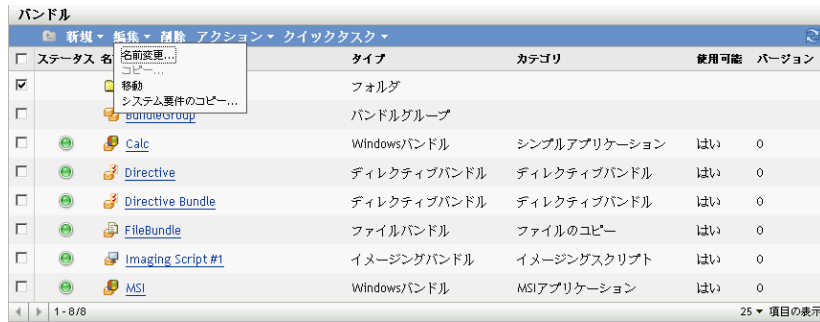 バンドル
新規 編集 削除 アクション クイックタスク
ステータス 名 タイプ カテゴリ 使用可能 バージョン
名前変更...
コピー...
移動
システム要件のコピー...
フォルダ
BundleGroup バンドルグループ
Calc Windowsバンドル シンプルアプリケーション はい 0
Directive ディレクティブバンドル ディレクティブバンドル はい 0
Directive Bundle ディレクティブバンドル ディレクティブバンドル はい 0
FileBundle ファイルバンドル ファイルのコピー はい 0
Imaging Script #1 イメージングバンドル イメージングスクリプト はい 0
MSI Windowsバンドル MSIアプリケーション はい 0
1 - 8/8 25 項目の表示